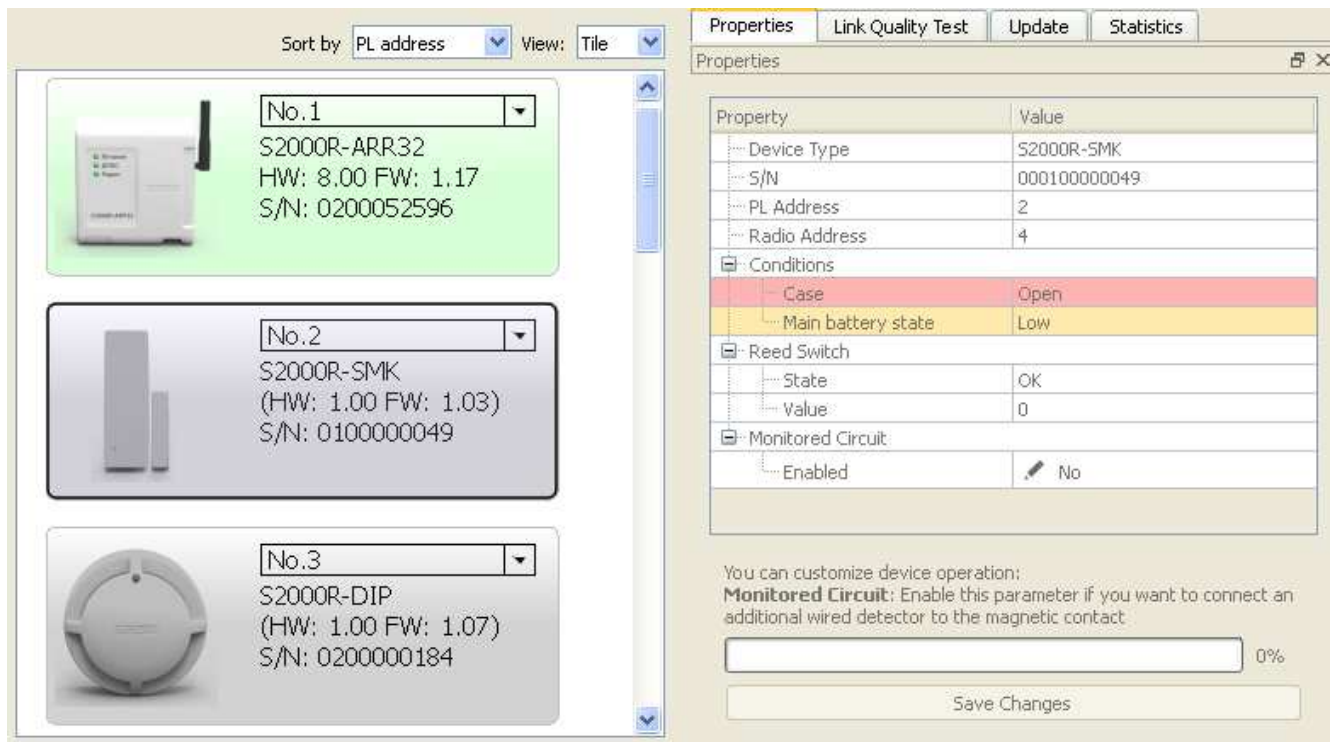 Sort by PL address View: Tile
No.1
S2000R-ARR32
HW: 8.00 FW: 1.17
S/N: 0200052596
No.2
S2000R-SMK
(HW: 1.00 FW: 1.03)
S/N: 0100000049
No.3
S2000R-DIP
(HW: 1.00 FW: 1.07)
S/N: 0200000184
Properties Link Quality Test Update Statistics
Properties
Property Value
Device Type S2000R-SMK
S/N 000100000049
PL Address 2
Radio Address 4
Conditions
Case Open
Main battery state Low
Reed Switch
State OK
Value 0
Monitored Circuit
Enabled No
You can customize device operation:
Monitored Circuit: Enable this parameter if you want to connect an
additional wired detector to the magnetic contact
0%
Save Changes